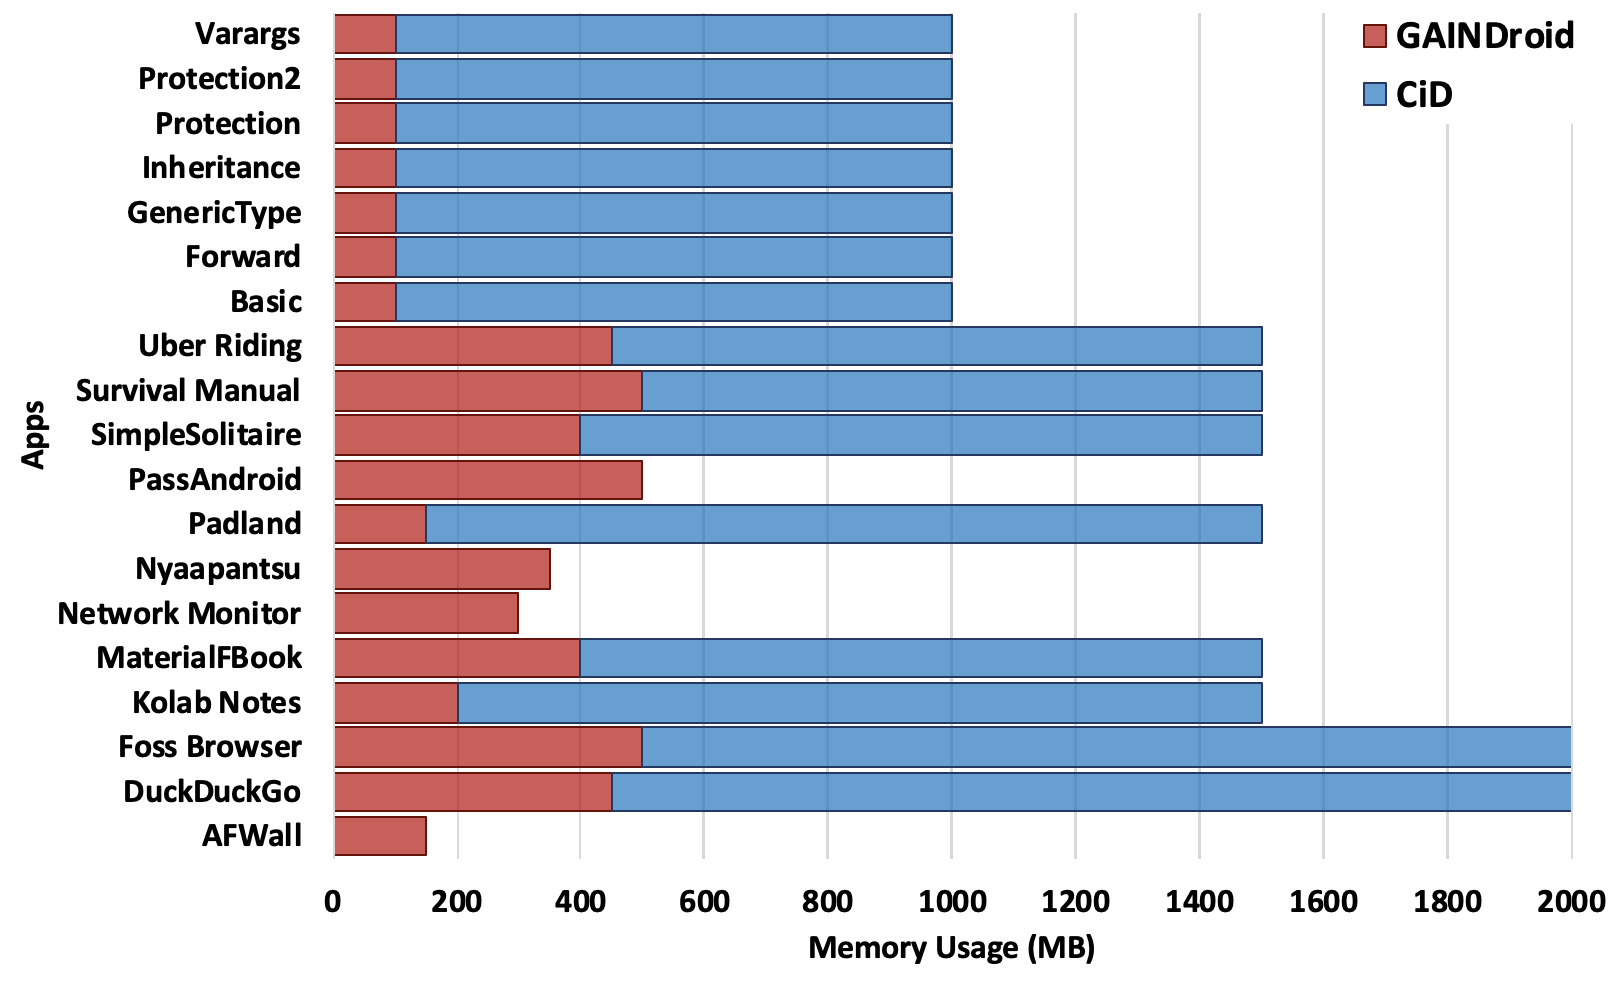 GAINDroid
CiD
Apps
Varargs
Protection2
Protection
Inheritance
GenericType
Forward
Basic
Uber Riding
Survival Manual
SimpleSolitaire
PassAndroid
Padland
Nyaapantsu
Network Monitor
MaterialFBook
Kolab Notes
Foss Browser
DuckDuckGo
AFWall
0 200 400 600 800 1000 1200 1400 1600 1800 2000
Memory Usage (MB)